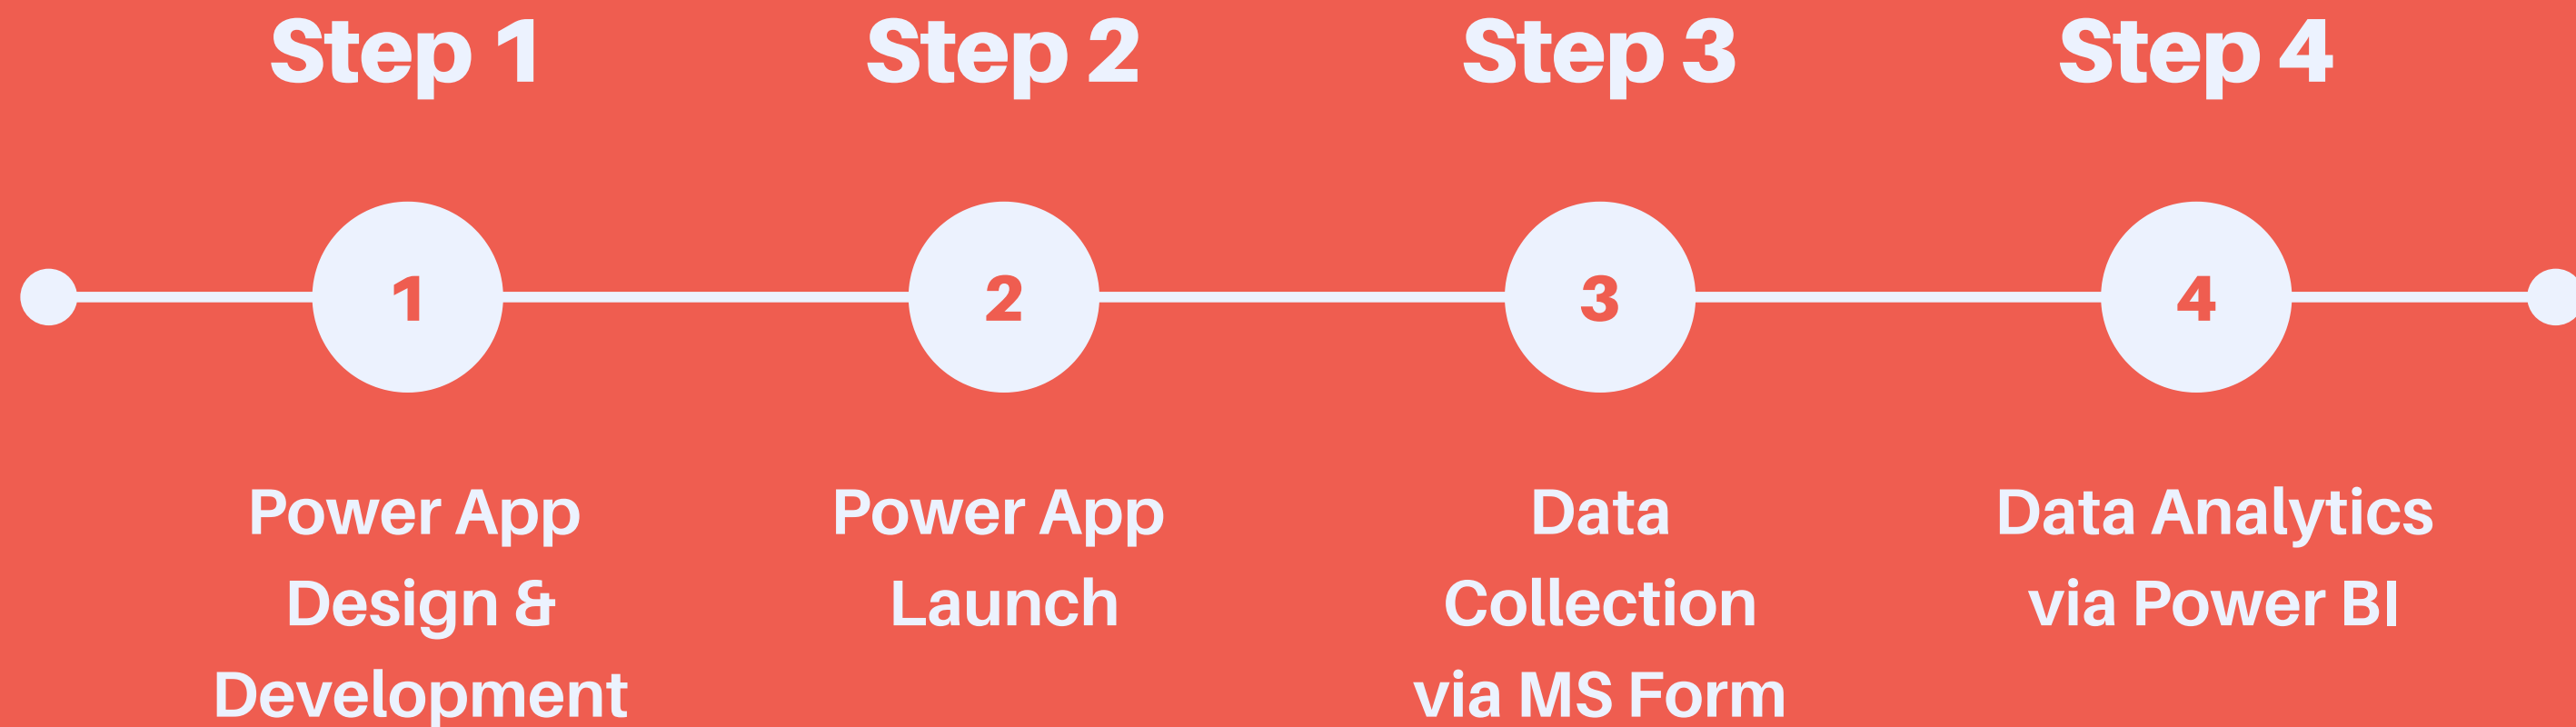 Step 1
Step 2
Step 3
Step 4
1
2
3
4
Power App
Design &
Development
Power App
Launch
Data
Collection
via MS Form
Data Analytics
via Power BI